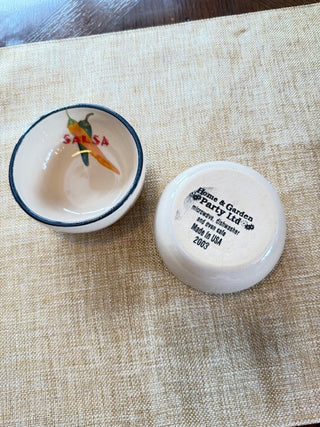 SALSA
Home & Garden
Party Ltd
microwave, dishwasher
and oven safe
Made in USA
2003